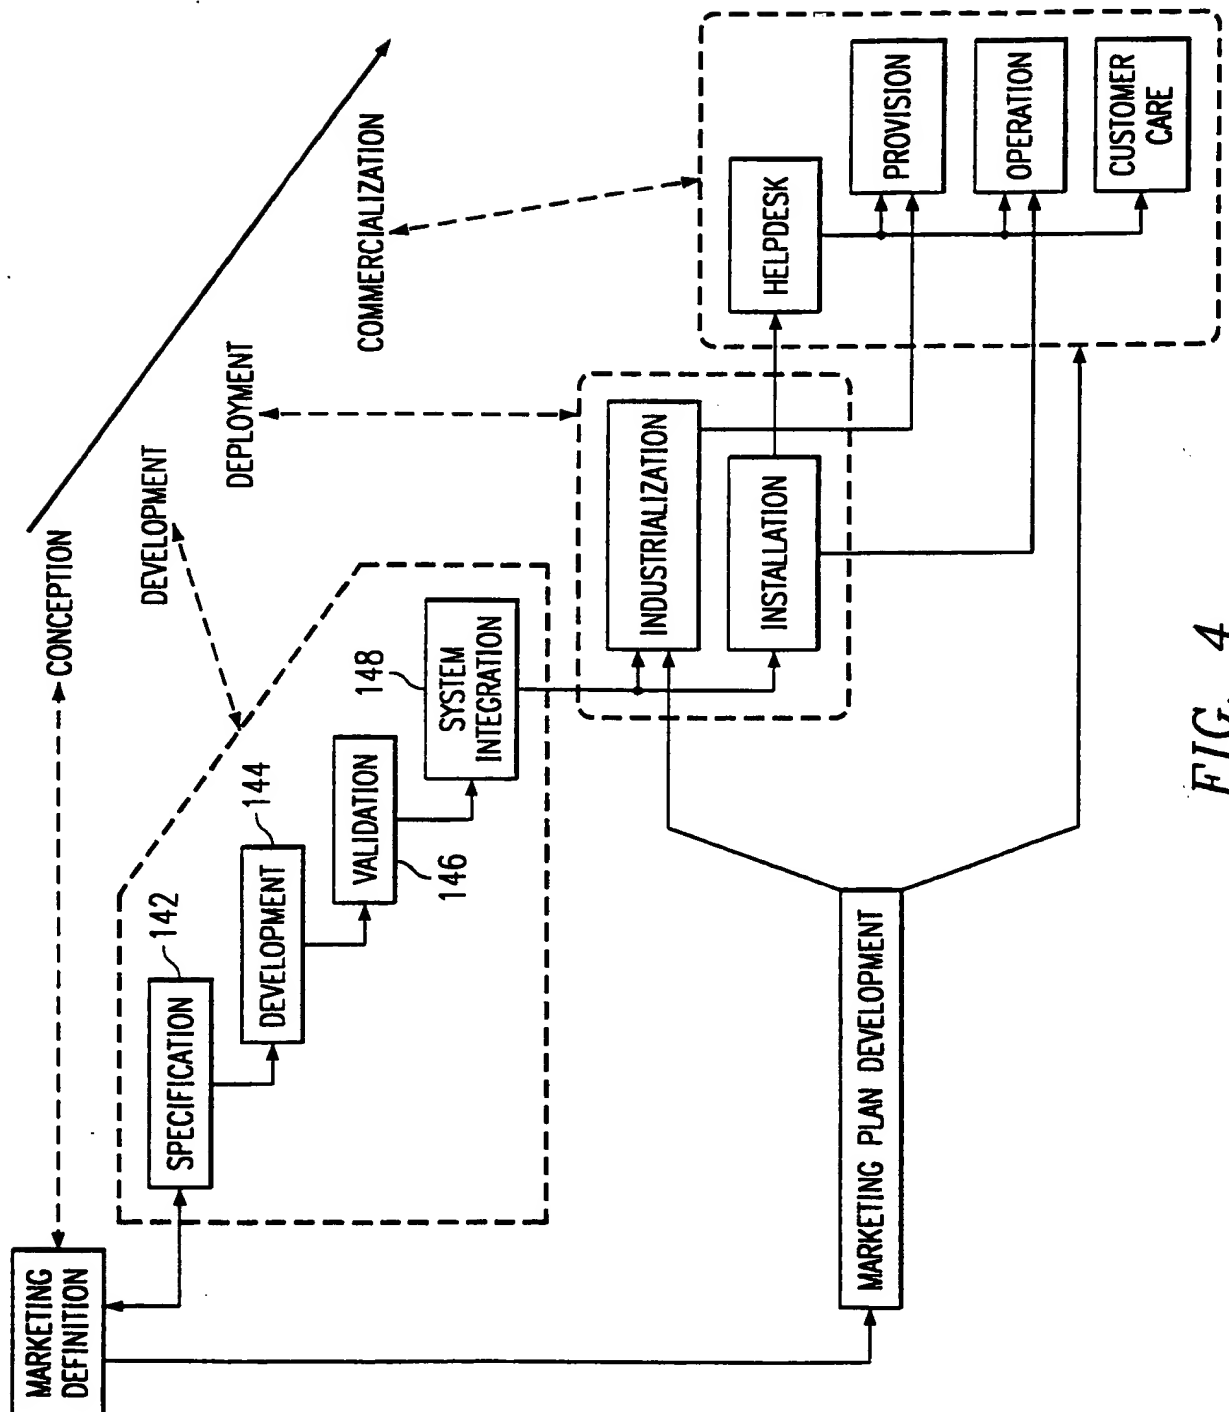 MARKETING
DEFINITION
CONCEPTION
DEVELOPMENT
DEPLOYMENT
COMMERCIALIZATION
SPECIFICATION
142
DEVELOPMENT
144
VALIDATION
146
SYSTEM
INTEGRATION
148
INDUSTRIALIZATION
INSTALLATION
HELPDESK
PROVISION
OPERATION
CUSTOMER
CARE
MARKETING PLAN DEVELOPMENT
FIG. 4